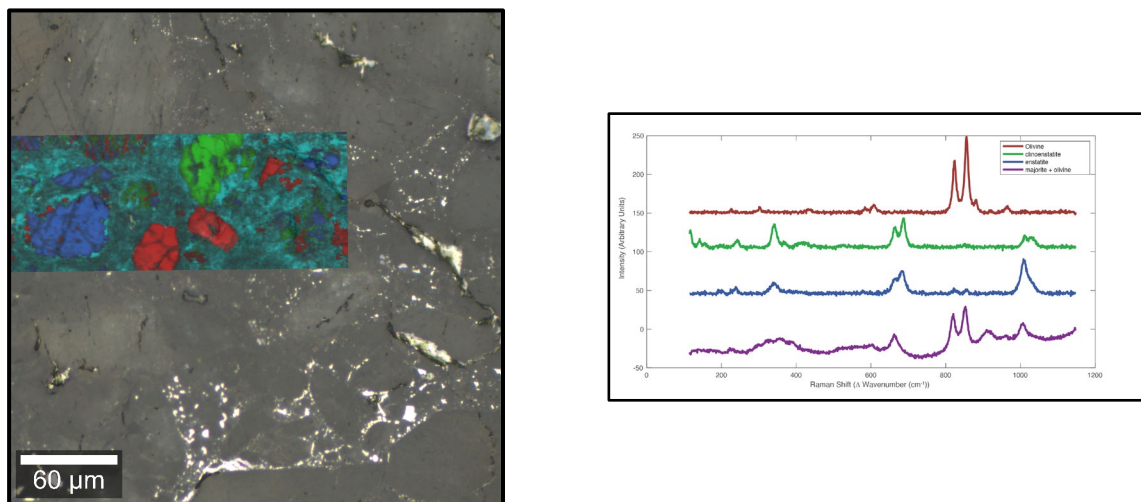 60 µm
250
200
150
100
50
0
-50
0
200
400
600
800
1000
1200
Intensity (Arbitrary Units)
Raman Shift (Δ Wavenumber (cm⁻¹))
Olivine
clinoenstatite
enstatite
majorite + olivine